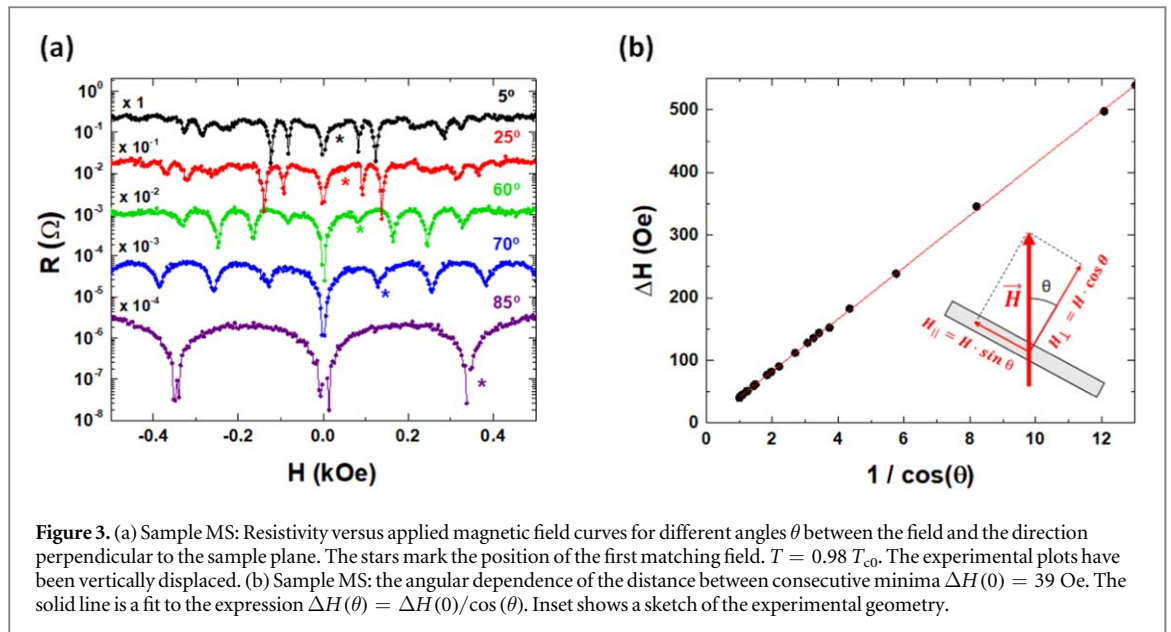 (a)
(b)
10⁰
10⁻¹
10⁻²
10⁻³
10⁻⁴
10⁻⁵
10⁻⁶
10⁻⁷
10⁻⁸
R (Ω)
x 1
5º
*
x 10⁻¹
25º
*
x 10⁻²
60º
*
x 10⁻³
70º
*
x 10⁻⁴
85º
*
-0.4 -0.2 0.0 0.2 0.4
H (kOe)
500
400
300
200
100
0
ΔH (Oe)
0 2 4 6 8 10 12
1 / cos(θ)
H⃗
θ
H⊥ = H · cos θ
H|| = H · sin θ
Figure 3. (a) Sample MS: Resistivity versus applied magnetic field curves for different angles θ between the field and the direction
perpendicular to the sample plane. The stars mark the position of the first matching field. T = 0.98 Tc0. The experimental plots have
been vertically displaced. (b) Sample MS: the angular dependence of the distance between consecutive minima ΔH(0) = 39 Oe. The
solid line is a fit to the expression ΔH(θ) = ΔH(0)/cos (θ). Inset shows a sketch of the experimental geometry.